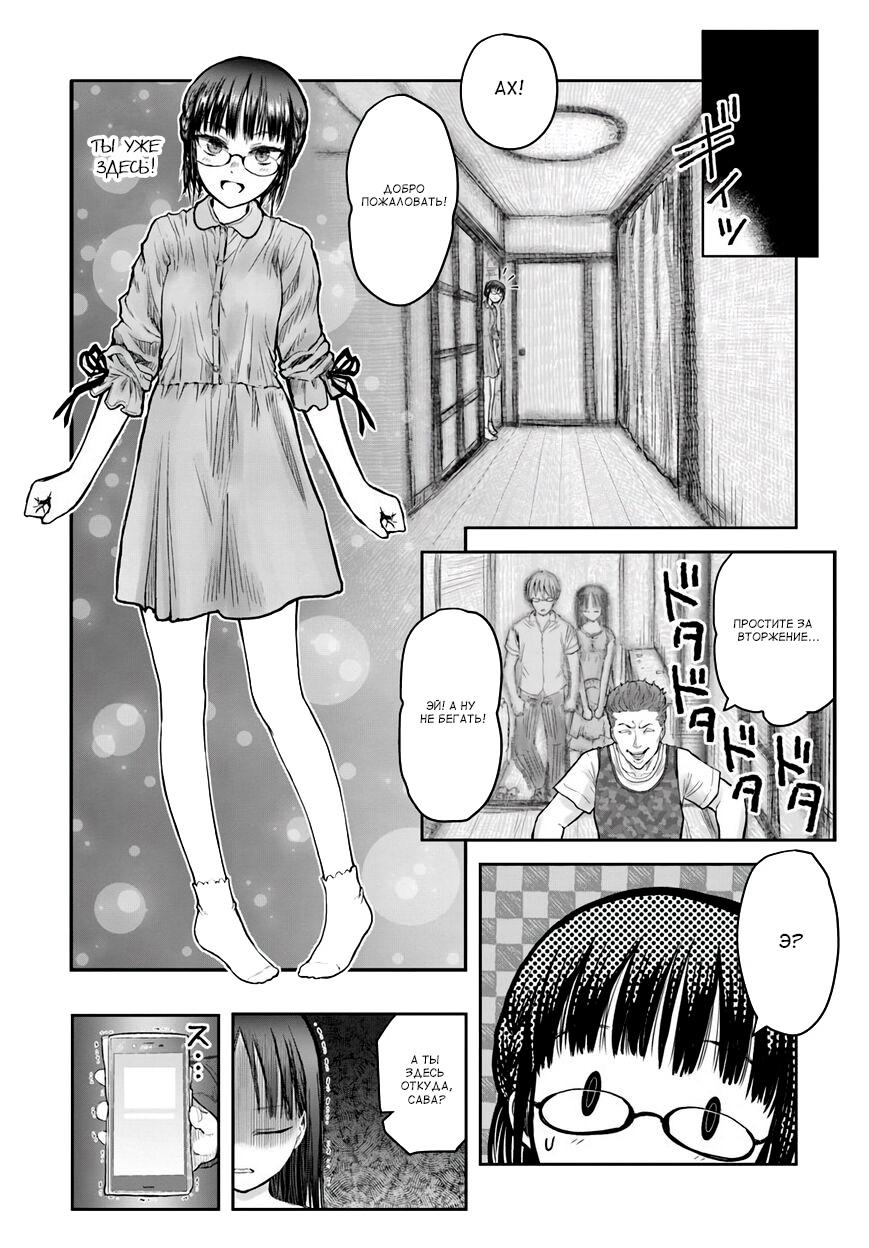 ギィッ
АХ!
ДОБРО
ПОЖАЛОВАТЬ!
ТЫ УЖЕ
ЗДЕСЬ!
ПРОСТИТЕ ЗА
ВТОРЖЕНИЕ...
ドタドタドタ
ЭЙ! А НУ
НЕ БЕГАТЬ!
Э?
А ТЫ
ЗДЕСЬ
ОТКУДА,
САВА?
ス…